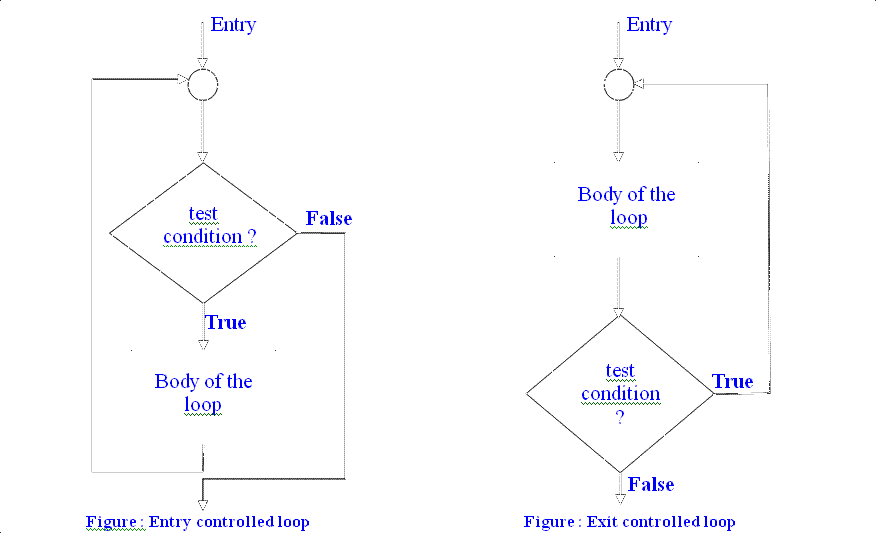 Entry
test
condition ?
False
True
Body of the
loop
Figure : Entry controlled loop
Entry
Body of the
loop
test
condition
?
True
False
Figure : Exit controlled loop